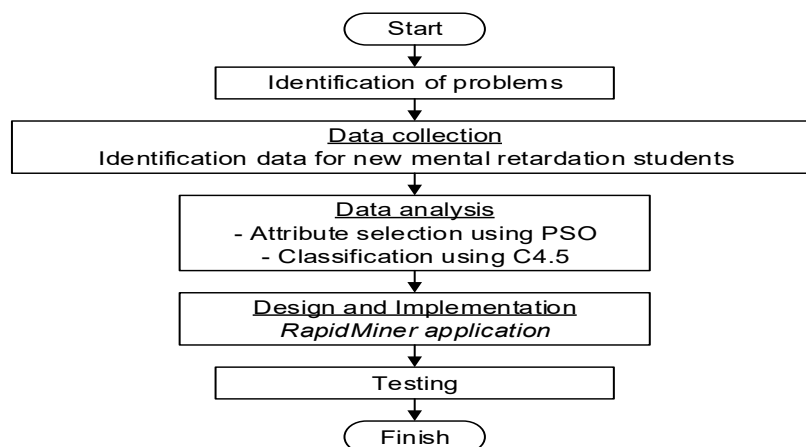 Start
Identification of problems
Data collection
Identification data for new mental retardation students
Data analysis
- Attribute selection using PSO
- Classification using C4.5
Design and Implementation
RapidMiner application
Testing
Finish